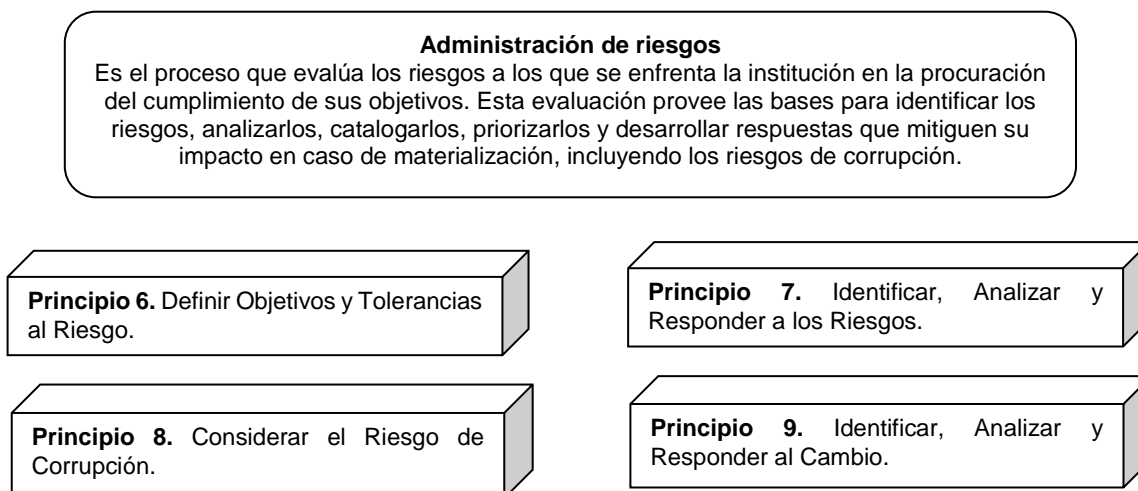 Administración de riesgos
Es el proceso que evalúa los riesgos a los que se enfrenta la institución en la procuración
del cumplimiento de sus objetivos. Esta evaluación provee las bases para identificar los
riesgos, analizarlos, catalogarlos, priorizarlos y desarrollar respuestas que mitiguen su
impacto en caso de materialización, incluyendo los riesgos de corrupción.
Principio 6. Definir Objetivos y Tolerancias
al Riesgo.
Principio 7. Identificar, Analizar y
Responder a los Riesgos.
Principio 8. Considerar el Riesgo de
Corrupción.
Principio 9. Identificar, Analizar y
Responder al Cambio.